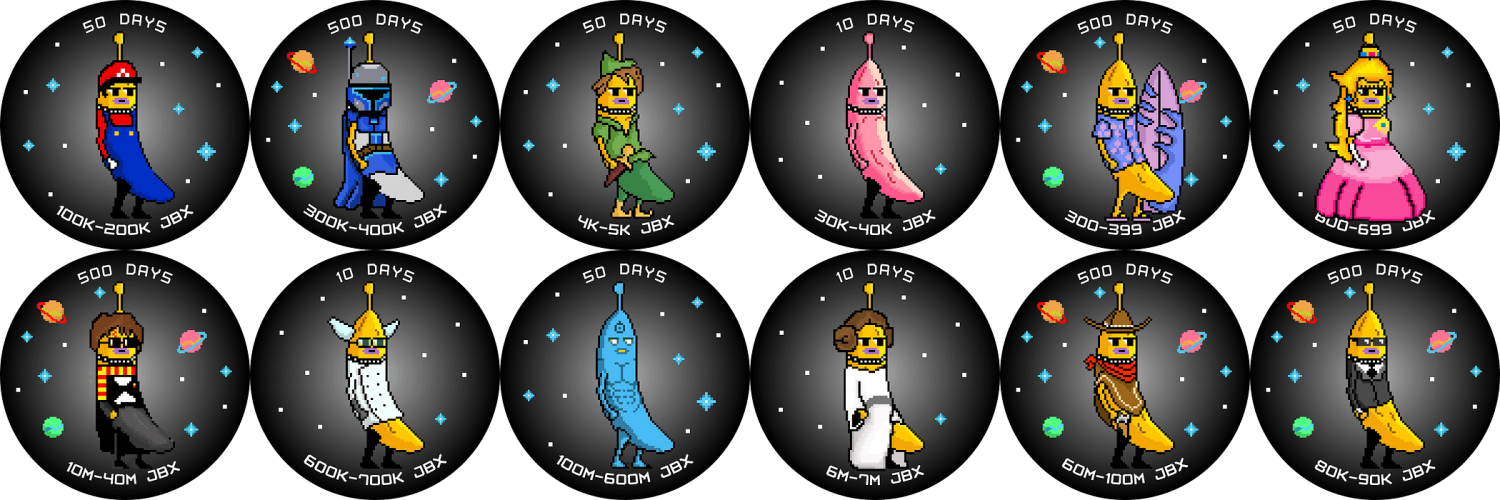 50 DAYS
100K-200K JBX
500 DAYS
300K-400K JBX
50 DAYS
4K-5K JBX
10 DAYS
30K-40K JBX
500 DAYS
300-399 JBX
50 DAYS
600-699 JBX
500 DAYS
10M-40M JBX
10 DAYS
600K-700K JBX
50 DAYS
100M-600M JBX
10 DAYS
6M-7M JBX
500 DAYS
60M-100M JBX
500 DAYS
80K-90K JBX